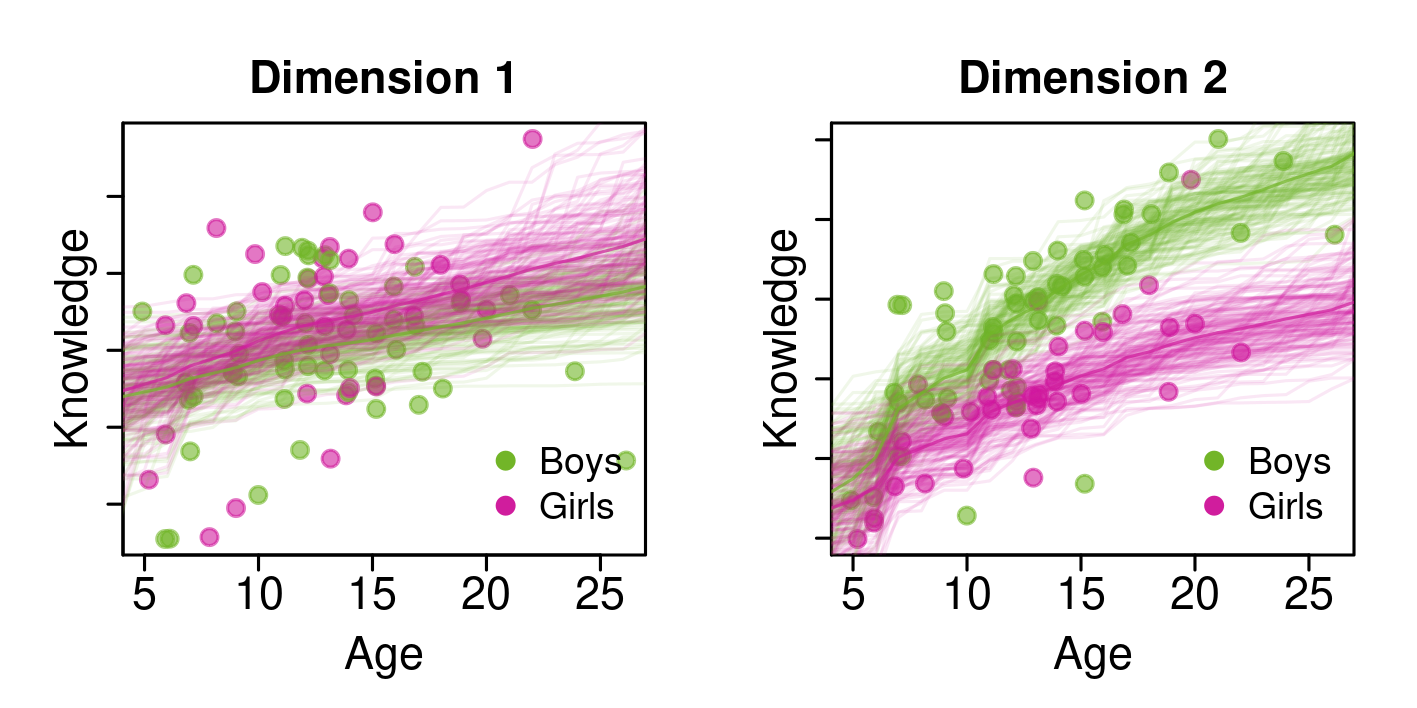 Dimension 1
Knowledge
Boys
Girls
5 10 15 20 25
Age
Dimension 2
Knowledge
Boys
Girls
5 10 15 20 25
Age